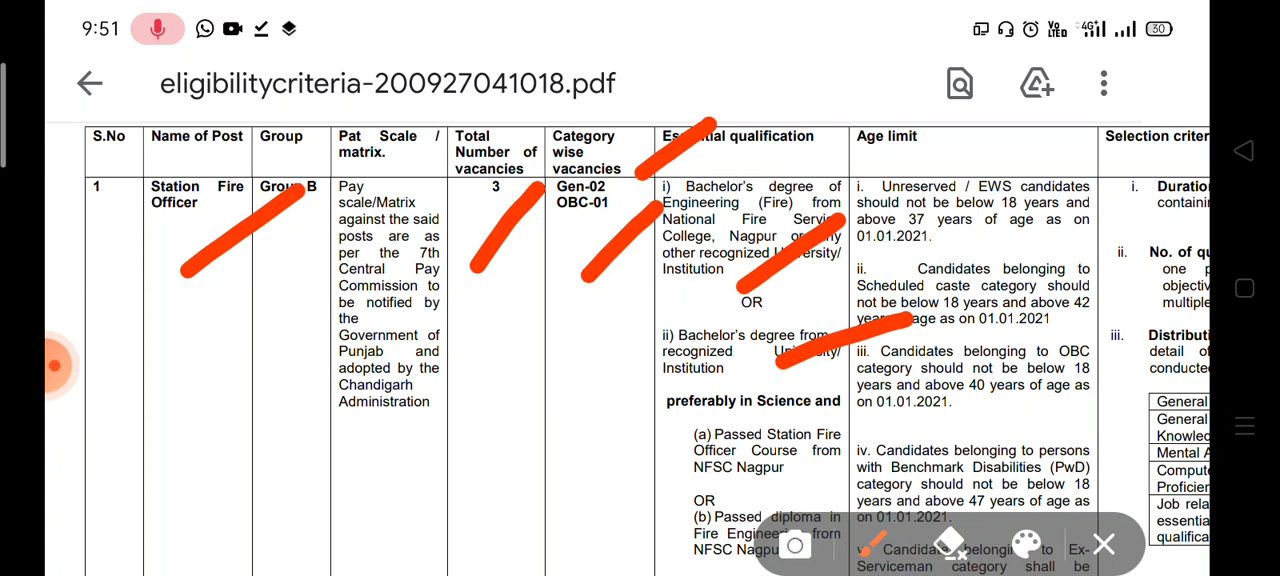 9:51
Vo LTED 4G+ 30
eligibilitycriteria-200927041018.pdf
S.No Name of Post Group Pat Scale / matrix. Total Number of vacancies Category wise vacancies Essential qualification Age limit Selection criter
1 Station Fire Officer Group B
Pay
scale/Matrix
against the said
posts are as
per the 7th
Central Pay
Commission to
be notified by
the
Government of
Punjab and
adopted by the
Chandigarh
Administration
3
Gen-02
OBC-01
i) Bachelor's degree of
Engineering (Fire) from
National Fire Service
College, Nagpur or any
other recognized University/
Institution
OR
ii) Bachelor's degree from
recognized University/
Institution
preferably in Science and
(a) Passed Station Fire
Officer Course from
NFSC Nagpur
OR
(b) Passed diploma in
Fire Engineer from
NFSC Nagpu
i. Unreserved / EWS candidates
should not be below 18 years and
above 37 years of age as on
01.01.2021.
ii. Candidates belonging to
Scheduled caste category should
not be below 18 years and above 42
years age as on 01.01.2021
iii. Candidates belonging to OBC
category should not be below 18
years and above 40 years of age as
on 01.01.2021.
iv. Candidates belonging to persons
with Benchmark Disabilities (PwD)
category should not be below 18
years and above 47 years of age as
on 01.01.2021.
v Candidate belonging to Ex-
Serviceman category shall be
i. Duration
containi
ii. No. of qu
one p
objectiv
multiple
iii. Distributi
detail of
conducte
General
General
Knowled
Mental A
Compute
Proficien
Job rela
essentia
qualifica